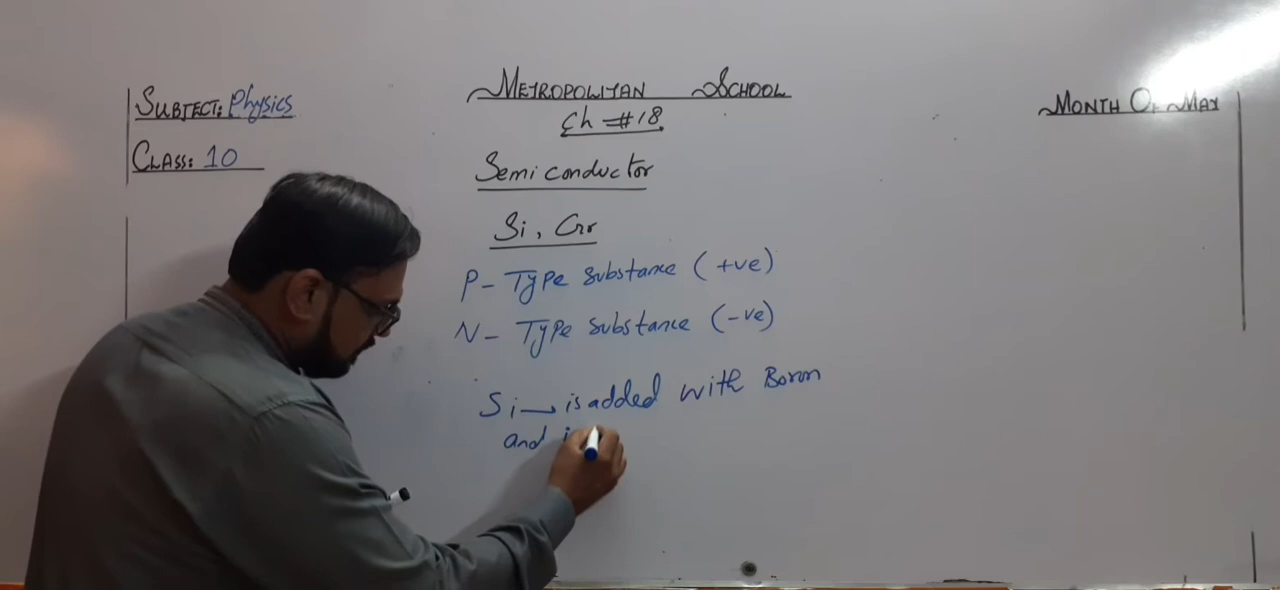 METROPOLITAN SCHOOL
SUBJECT: Physics
MONTH OF MAY
Ch # 18
CLASS: 10
Semiconductor
Si, Ge
P - Type substance (+ve)
N - Type substance (-ve)
Si → is added with Boron
and i